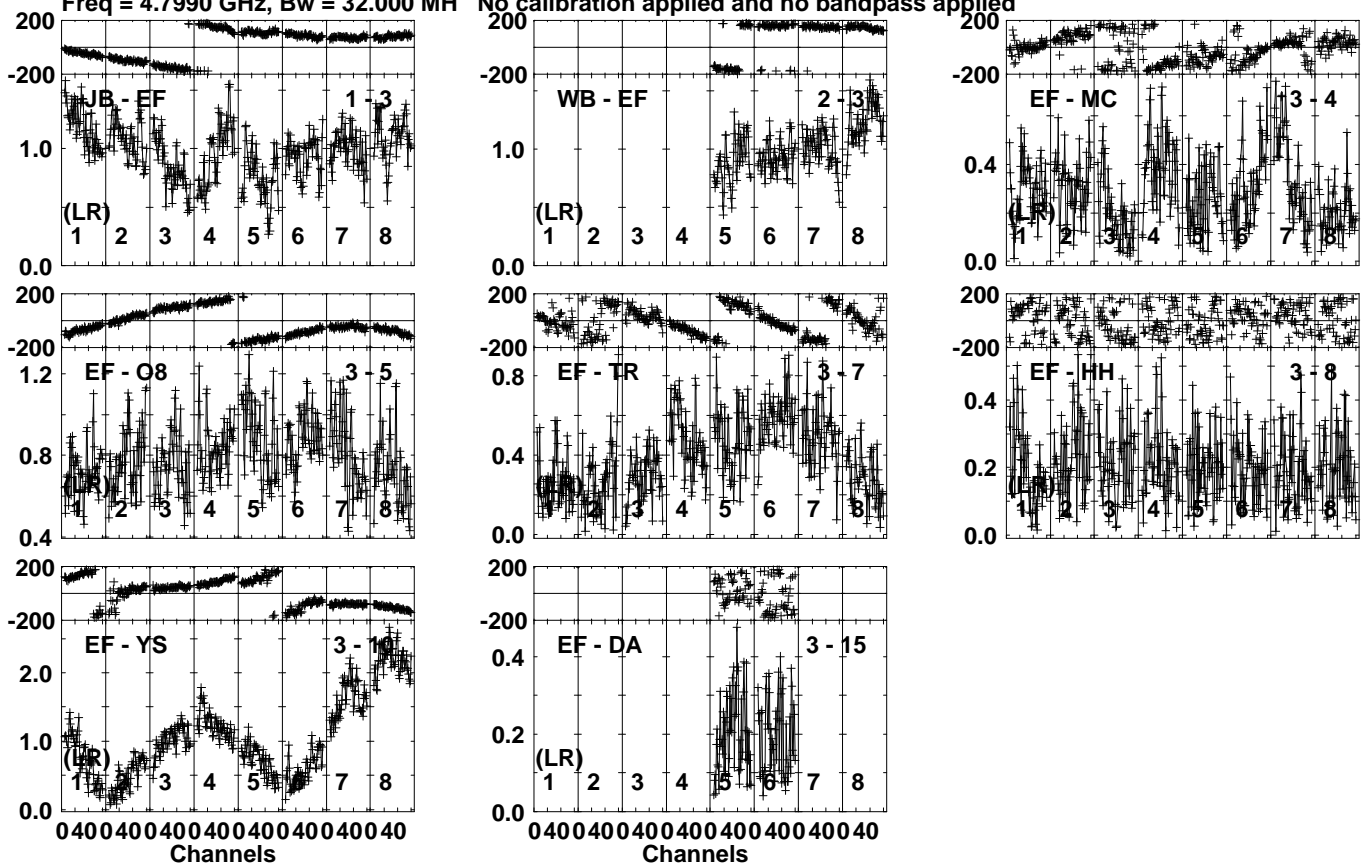 Freq = 4.7990 GHz, Bw = 32.000 MH No calibration applied and no bandpass applied
200
-200
JB - EF 1 - 3
1.0
(LR)
1 2 3 4 5 6 7 8
0.0
200
-200
WB - EF 2 - 3
1.0
(LR)
1 2 3 4 5 6 7 8
0.0
200
-200
EF - MC 3 - 4
0.4
(LR)
1 2 3 4 5 6 7 8
0.0
200
-200
EF - O8 3 - 5
1.2
0.8
(LR)
1 2 3 4 5 6 7 8
0.4
200
-200
EF - TR 3 - 7
0.8
0.4
(LR)
1 2 3 4 5 6 7 8
0.0
200
-200
EF - HH 3 - 8
0.4
0.2
(LR)
1 2 3 4 5 6 7 8
0.0
200
-200
EF - YS 3 - 10
2.0
1.0
(LR)
1 2 3 4 5 6 7 8
0.0
0 40 0 40 0 40 0 40 0 40 0 40 0 40 0 40
Channels
200
-200
EF - DA 3 - 15
0.4
0.2
(LR)
1 2 3 4 5 6 7 8
0.0
0 40 0 40 0 40 0 40 0 40 0 40 0 40 0 40
Channels